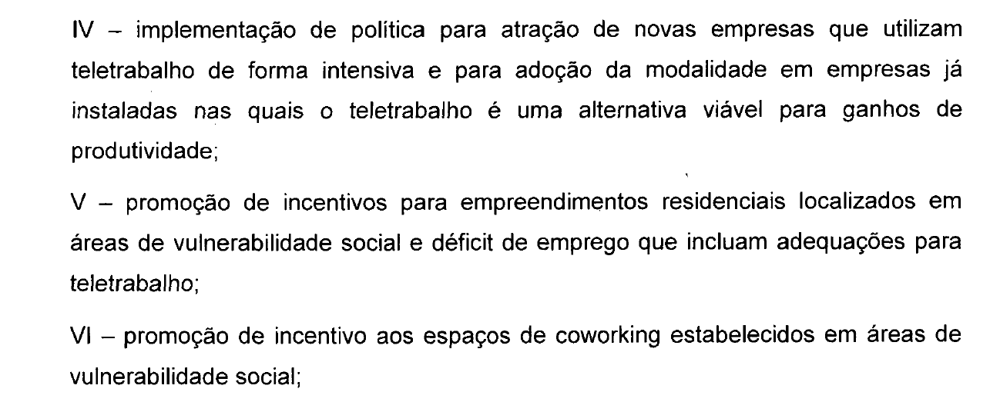 IV – implementação de política para atração de novas empresas que utilizam
teletrabalho de forma intensiva e para adoção da modalidade em empresas já
instaladas nas quais o teletrabalho é uma alternativa viável para ganhos de
produtividade;
V – promoção de incentivos para empreendimentos residenciais localizados em
áreas de vulnerabilidade social e déficit de emprego que incluam adequações para
teletrabalho;
VI – promoção de incentivo aos espaços de coworking estabelecidos em áreas de
vulnerabilidade social;